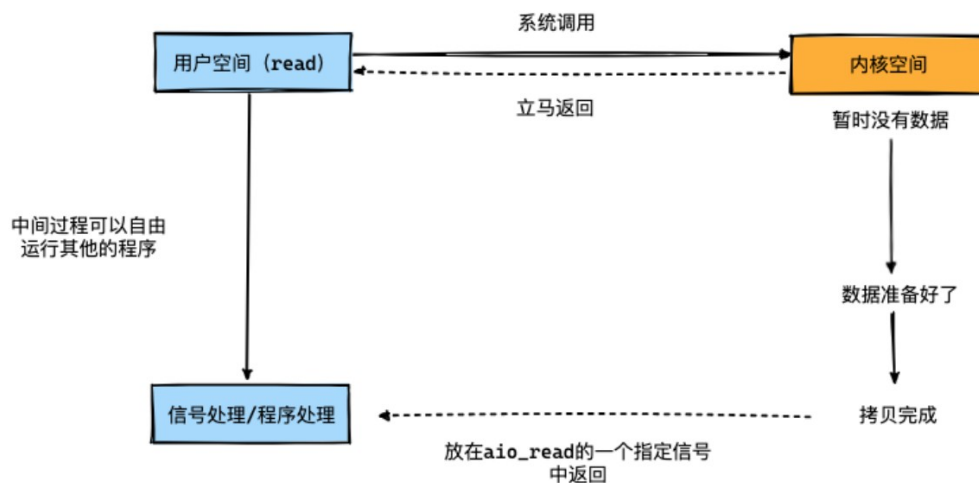 系统调用
用户空间（read）
内核空间
立马返回
暂时没有数据
中间过程可以自由
运行其他的程序
数据准备好了
信号处理/程序处理
拷贝完成
放在aio_read的一个指定信号
中返回